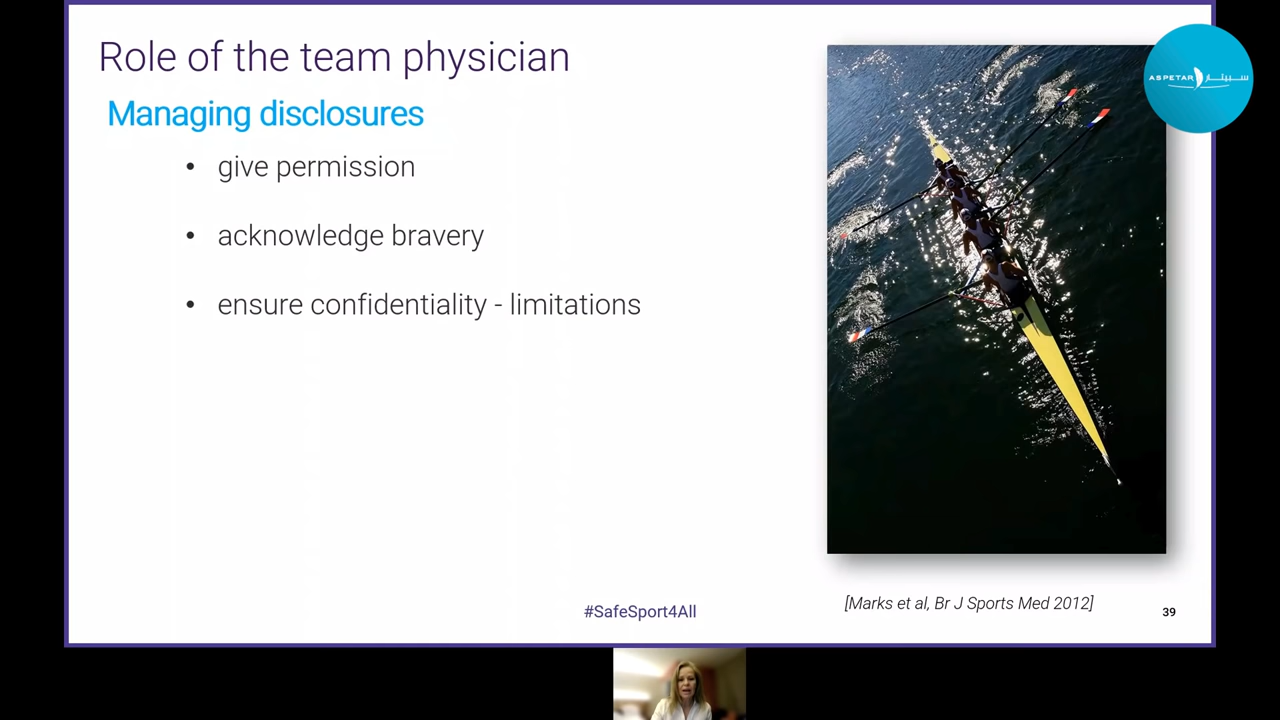 Role of the team physician
Managing disclosures
• give permission
• acknowledge bravery
• ensure confidentiality - limitations
ASPETAR سبيتار
[Marks et al, Br J Sports Med 2012]
#SafeSport4All
39